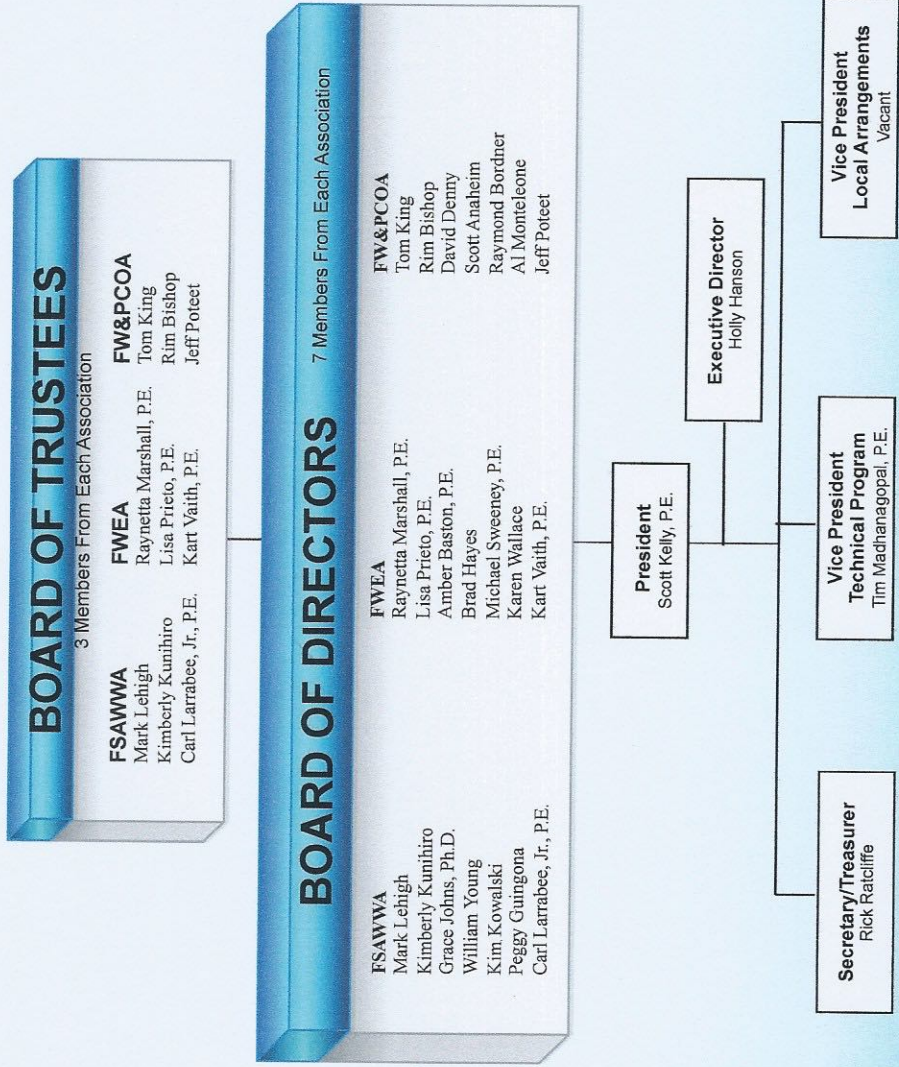 BOARD OF TRUSTEES
3 Members From Each Association
FSAWWA
Mark Lehigh
Kimberly Kunihiro
Carl Larrabee, Jr., P.E.
FWEA
Raynetta Marshall, P.E.
Lisa Prieto, P.E.
Kart Vaith, P.E.
FW&PCOA
Tom King
Rim Bishop
Jeff Poteet
BOARD OF DIRECTORS
7 Members From Each Association
FSAWWA
Mark Lehigh
Kimberly Kunihiro
Grace Johns, Ph.D.
William Young
Kim Kowalski
Peggy Guingona
Carl Larrabee, Jr., P.E.
FWEA
Raynetta Marshall, P.E.
Lisa Prieto, P.E.
Amber Baston, P.E.
Brad Hayes
Michael Sweeney, P.E.
Karen Wallace
Kart Vaith, P.E.
FW&PCOA
Tom King
Rim Bishop
David Denny
Scott Anaheim
Raymond Bordner
Al Monteleone
Jeff Poteet
President
Scott Kelly, P.E.
Executive Director
Holly Hanson
Secretary/Treasurer
Rick Ratcliffe
Vice President
Technical Program
Tim Madhanagopal, P.E.
Vice President
Local Arrangements
Vacant